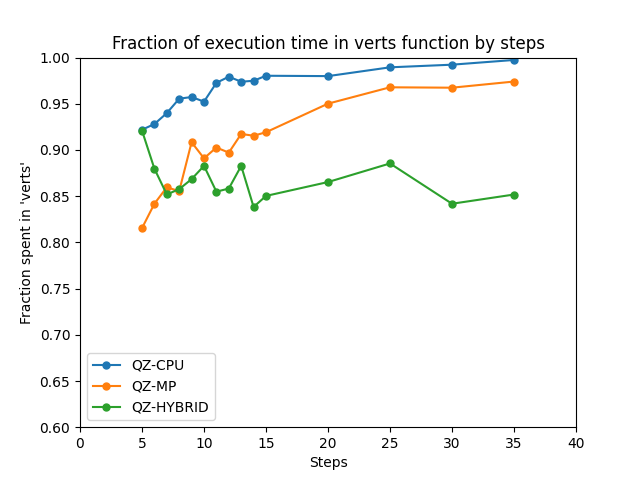 Fraction of execution time in verts function by steps
Fraction spent in 'verts'
1.00
0.95
0.90
0.85
0.80
0.75
0.70
0.65
0.60
QZ-CPU
QZ-MP
QZ-HYBRID
0 5 10 15 20 25 30 35 40
Steps